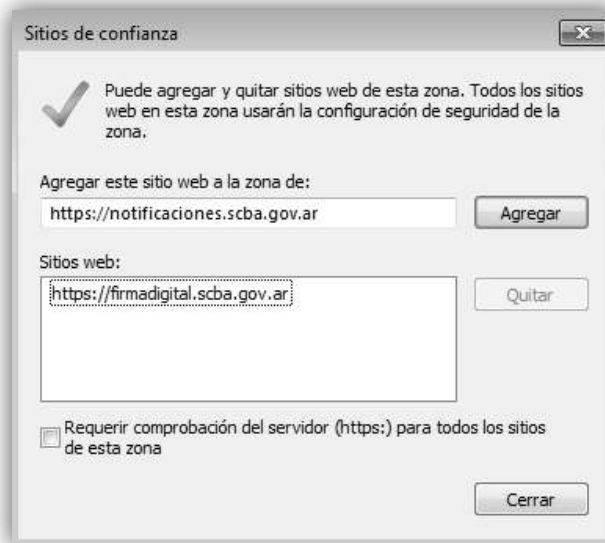 Sitios de confianza
Puede agregar y quitar sitios web de esta zona. Todos los sitios
web en esta zona usarán la configuración de seguridad de la
zona.
Agregar este sitio web a la zona de:
https://notificaciones.scba.gov.ar
Agregar
Sitios web:
https://firmadigital.scba.gov.ar
Quitar
Requerir comprobación del servidor (https:) para todos los sitios
de esta zona
Cerrar